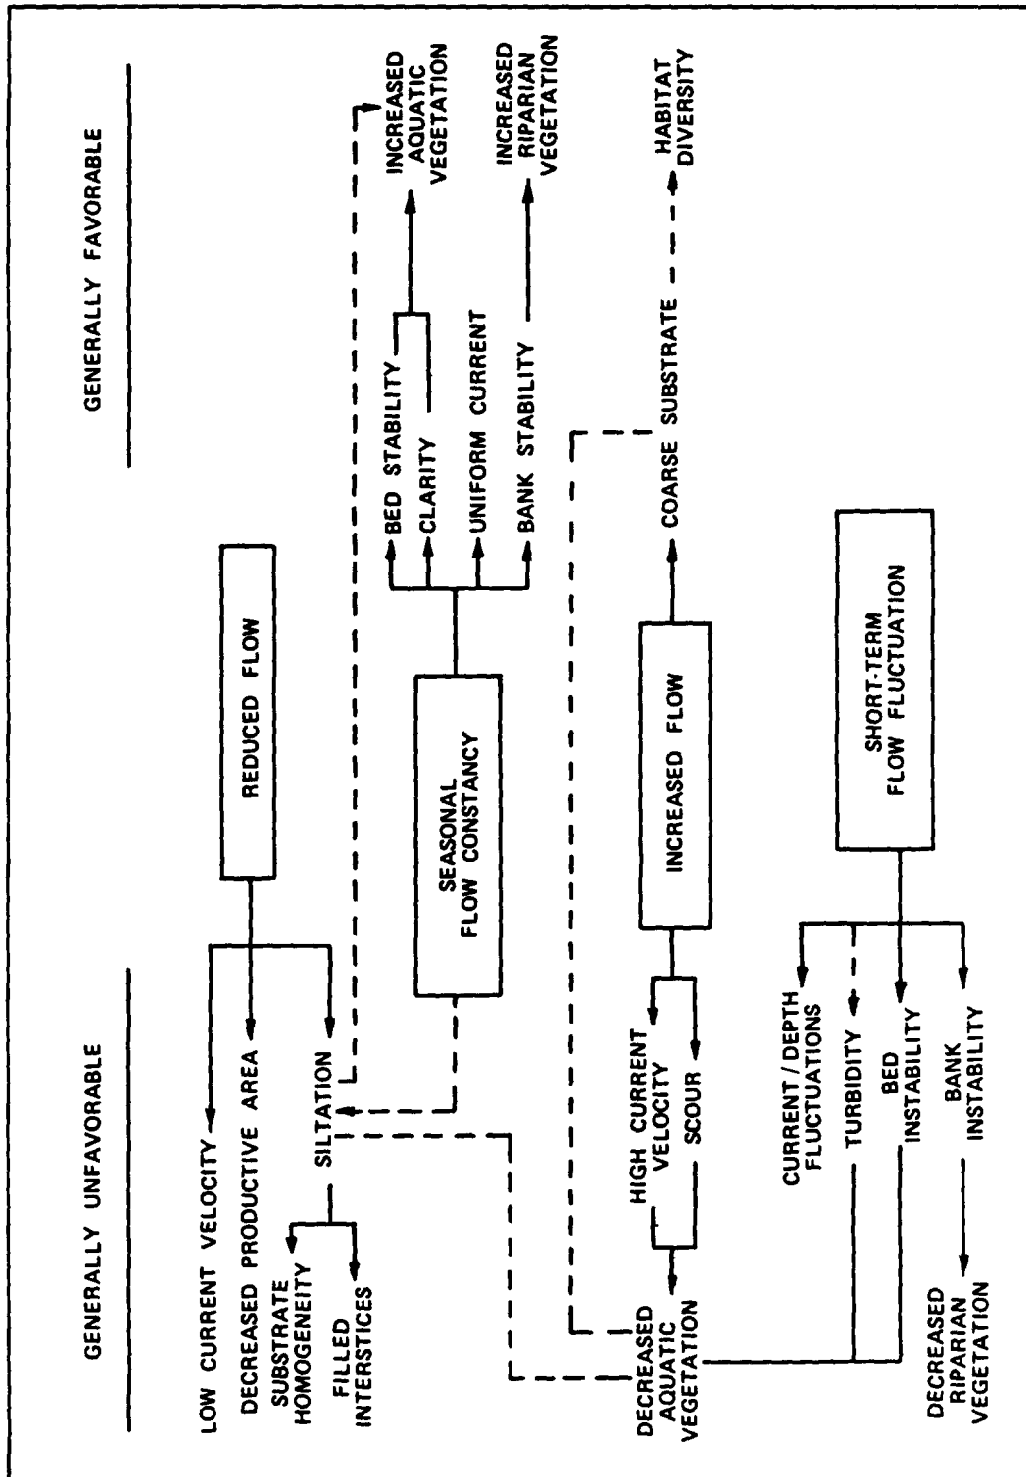 GENERALLY UNFAVORABLE
GENERALLY FAVORABLE
LOW CURRENT VELOCITY
DECREASED PRODUCTIVE AREA
SUBSTRATE
HOMOGENEITY
FILLED
INTERSTICES
SILTATION
REDUCED FLOW
SEASONAL
FLOW CONSTANCY
BED STABILITY
CLARITY
UNIFORM CURRENT
BANK STABILITY
INCREASED
AQUATIC
VEGETATION
INCREASED
RIPARIAN
VEGETATION
DECREASED
AQUATIC
VEGETATION
HIGH CURRENT
VELOCITY
SCOUR
INCREASED FLOW
COARSE SUBSTRATE
HABITAT
DIVERSITY
CURRENT/DEPTH
FLUCTUATIONS
TURBIDITY
BED
INSTABILITY
BANK
INSTABILITY
DECREASED
RIPARIAN
VEGETATION
SHORT-TERM
FLOW FLUCTUATION